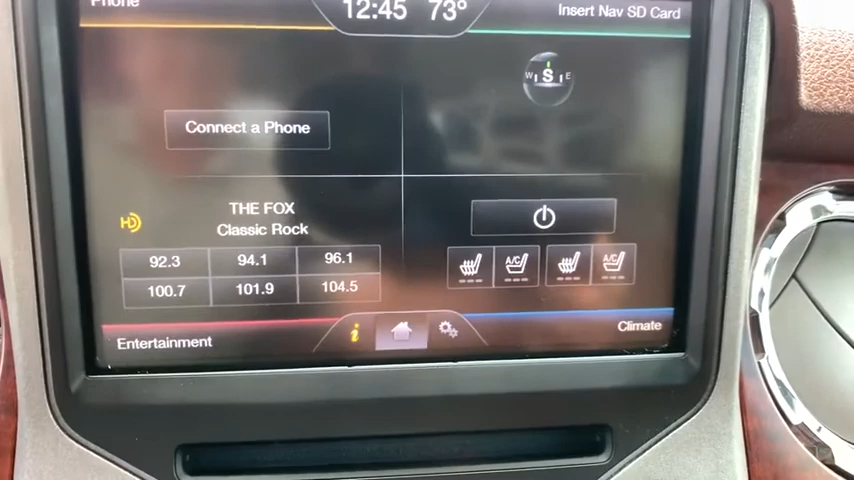 Phone
12:45 73°
Insert Nav SD Card
W S E
Connect a Phone
HD
THE FOX
Classic Rock
92.3 94.1 96.1
100.7 101.9 104.5
A/C A/C
Entertainment
i
Climate